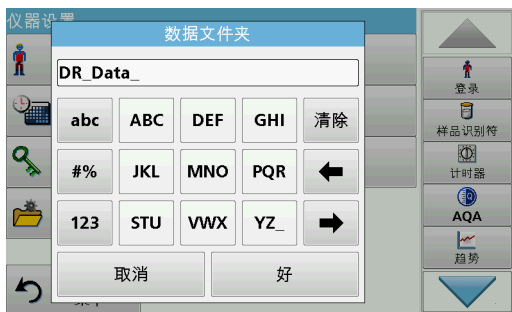 仪器设
数据文件夹
DR_Data_
abc ABC DEF GHI 清除
#% JKL MNO PQR
123 STU VWX YZ_
取消 好
登录
样品识别符
计时器
AQA
趋势